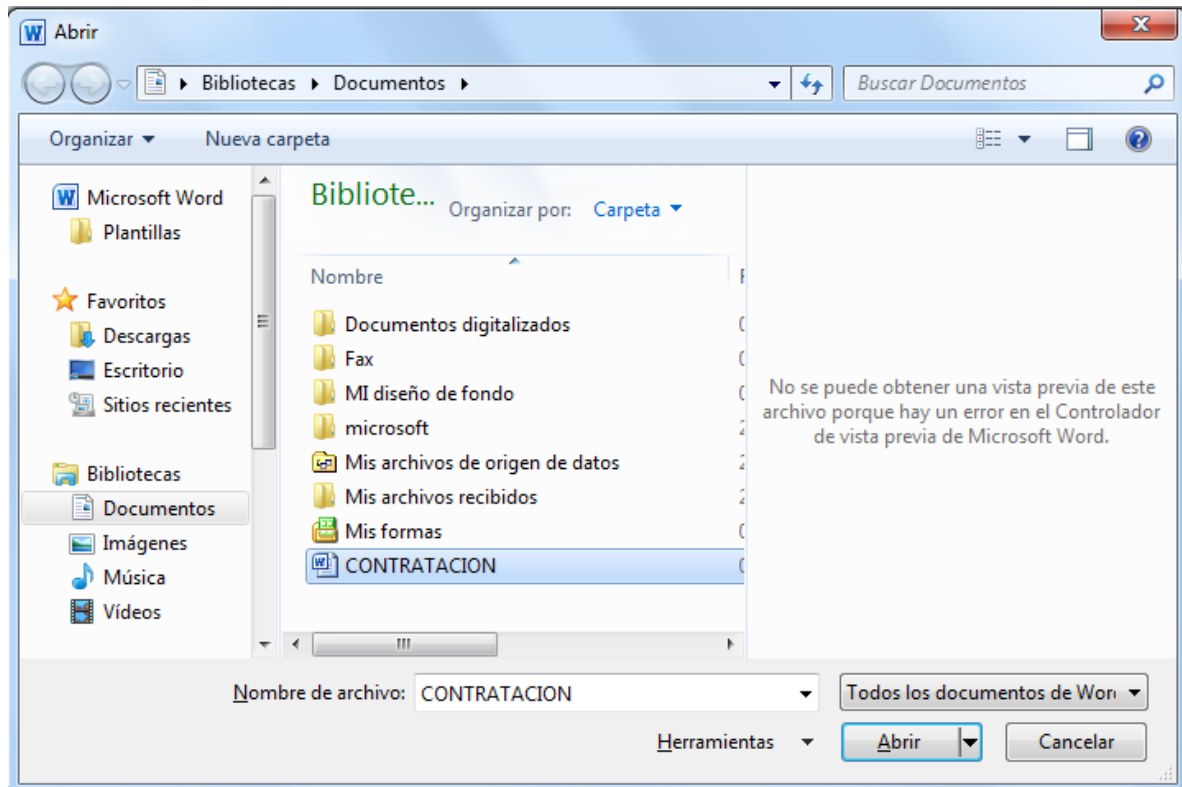 Abrir
Bibliotecas Documentos
Buscar Documentos
Organizar
Nueva carpeta
Microsoft Word
Plantillas
Favoritos
Descargas
Escritorio
Sitios recientes
Bibliotecas
Documentos
Imágenes
Música
Vídeos
Bibliote...
Organizar por: Carpeta
Nombre
Documentos digitalizados
Fax
MI diseño de fondo
microsoft
Mis archivos de origen de datos
Mis archivos recibidos
Mis formas
CONTRATACION
No se puede obtener una vista previa de este
archivo porque hay un error en el Controlador
de vista previa de Microsoft Word.
Nombre de archivo: CONTRATACION
Todos los documentos de
Herramientas
Abrir
Cancelar